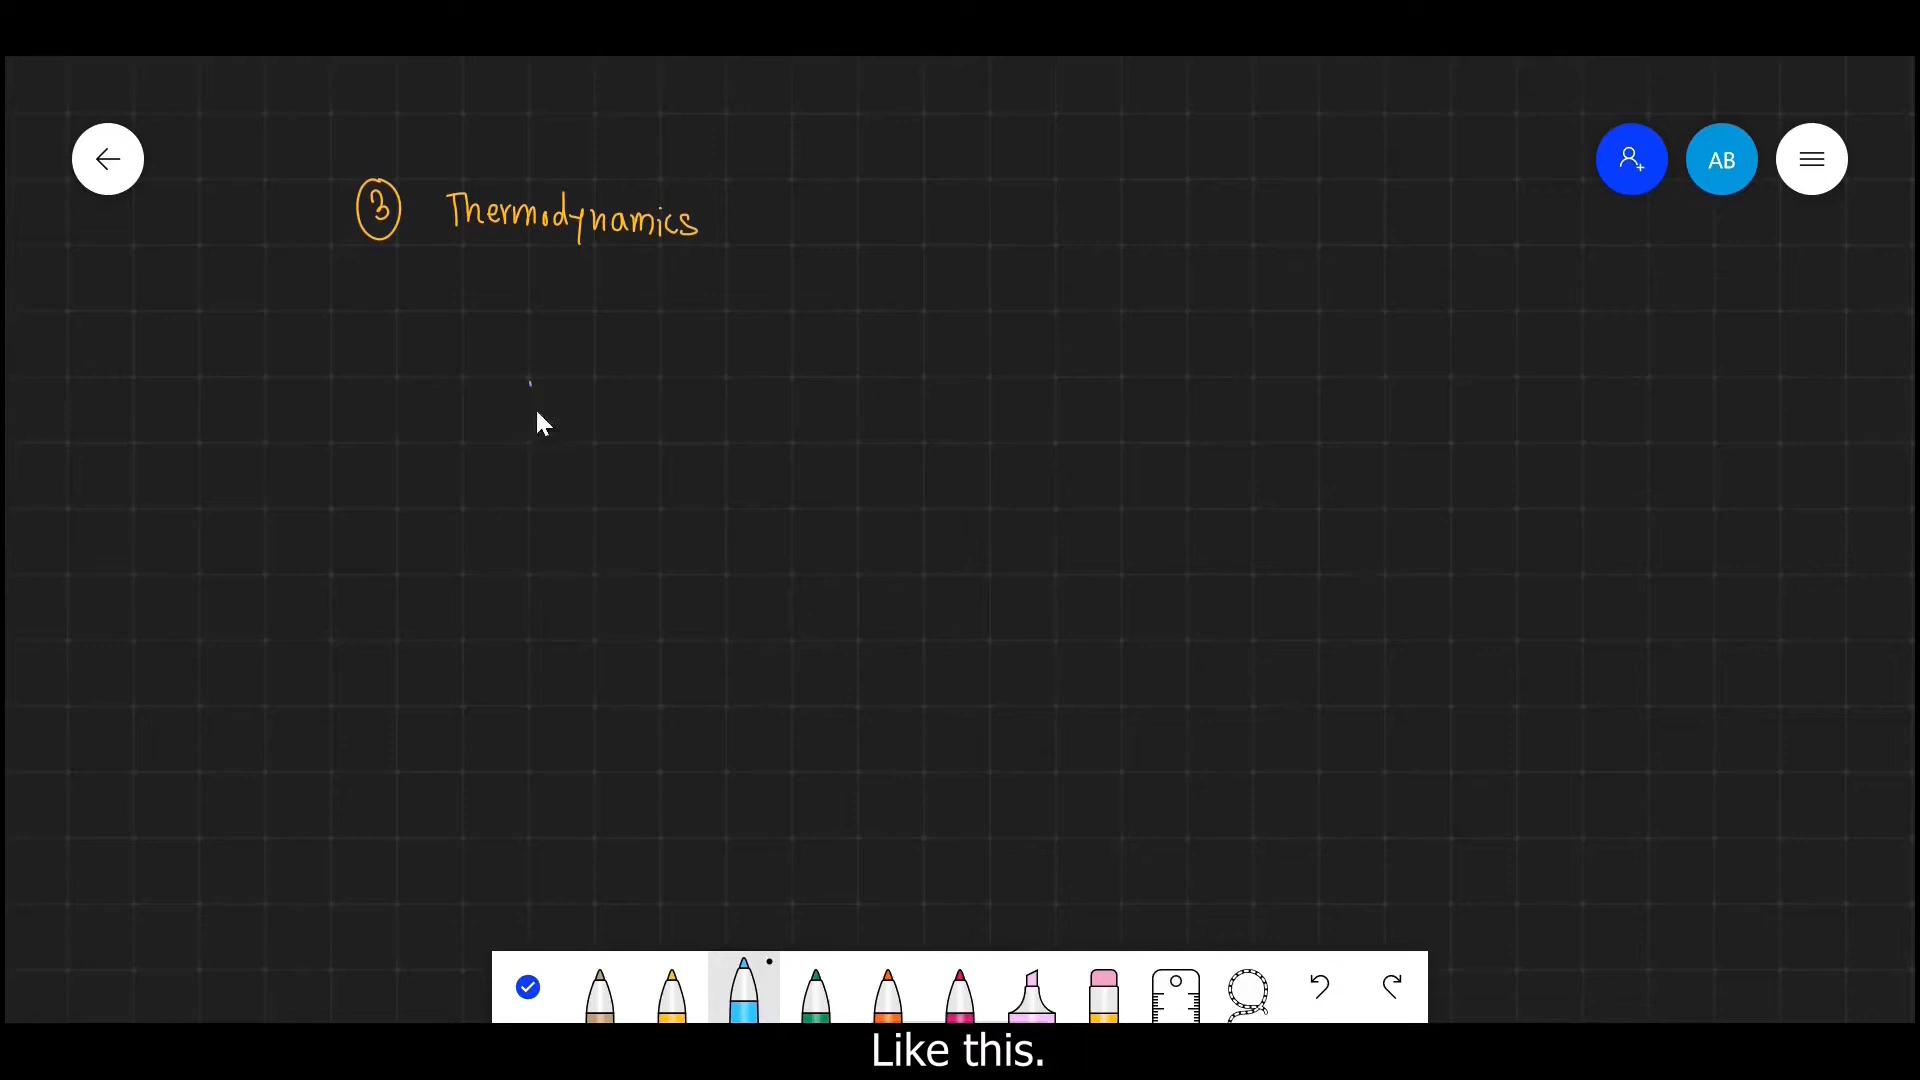 AB
③ Thermodynamics
Like this.